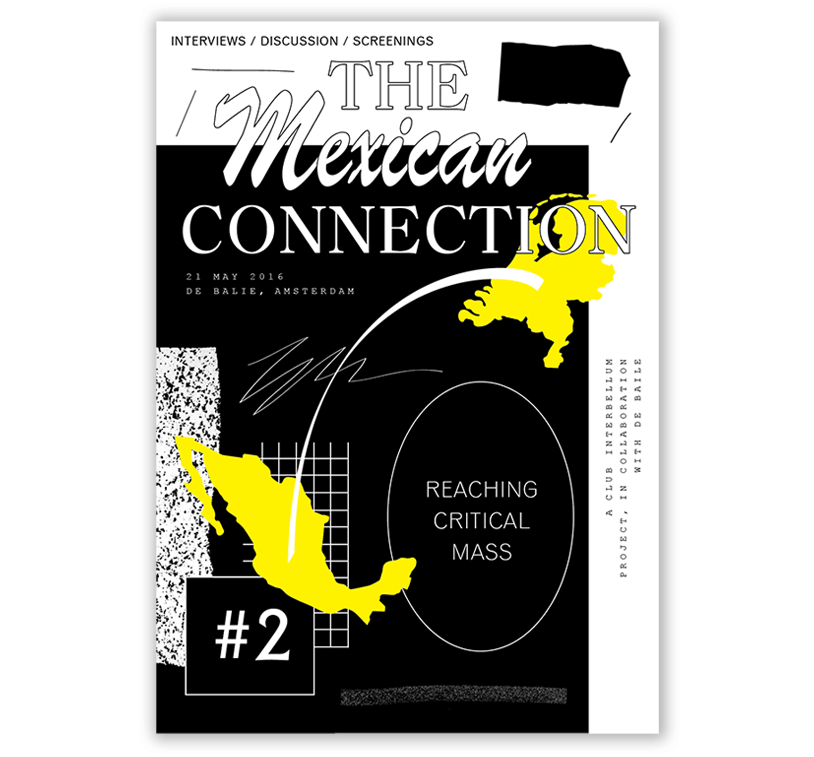 INTERVIEWS / DISCUSSION / SCREENINGS
THE
Mexican
CONNECTION
21 MAY 2016
DE BALIE, AMSTERDAM
REACHING
CRITICAL
MASS
#2
A CLUB INTERBELLUM
PROJECT, IN COLLABORATION
WITH DE BAILE